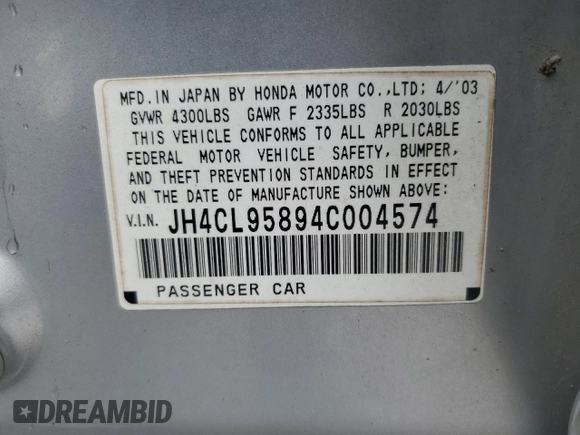 MFD. IN JAPAN BY HONDA MOTOR CO.,LTD; 4/'03
GVWR 4300LBS GAWR F 2335LBS R 2030LBS
THIS VEHICLE CONFORMS TO ALL APPLICABLE
FEDERAL MOTOR VEHICLE SAFETY, BUMPER,
AND THEFT PREVENTION STANDARDS IN EFFECT
ON THE DATE OF MANUFACTURE SHOWN ABOVE:
V.I.N. JH4CL95894C004574
PASSENGER CAR
DREAMBID